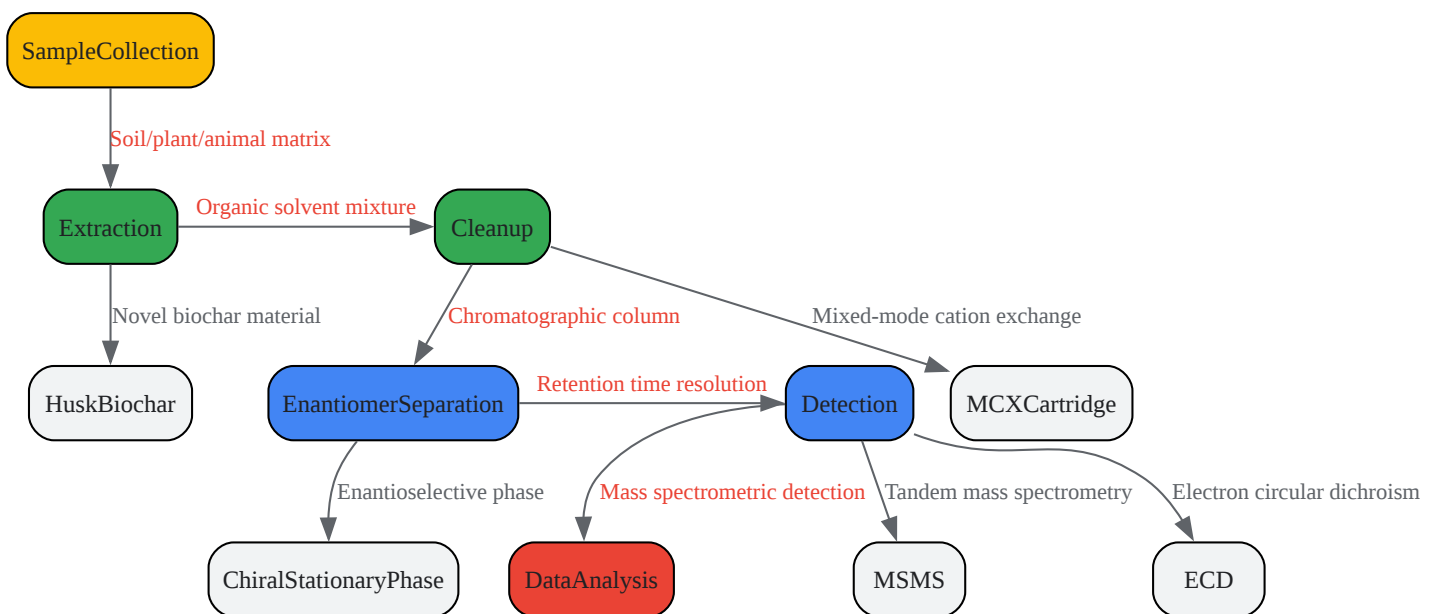 SampleCollection
Soil/plant/animal matrix
Organic solvent mixture
Extraction
Cleanup
Novel biochar material
Chromatographic column
Mixed-mode cation exchange
Retention time resolution
HuskBiochar
EnantiomerSeparation
Detection
MCXCartridge
Enantioselective phase
Mass spectrometric detection
Tandem mass spectrometry
Electron circular dichroism
ChiralStationaryPhase
DataAnalysis
MSMS
ECD